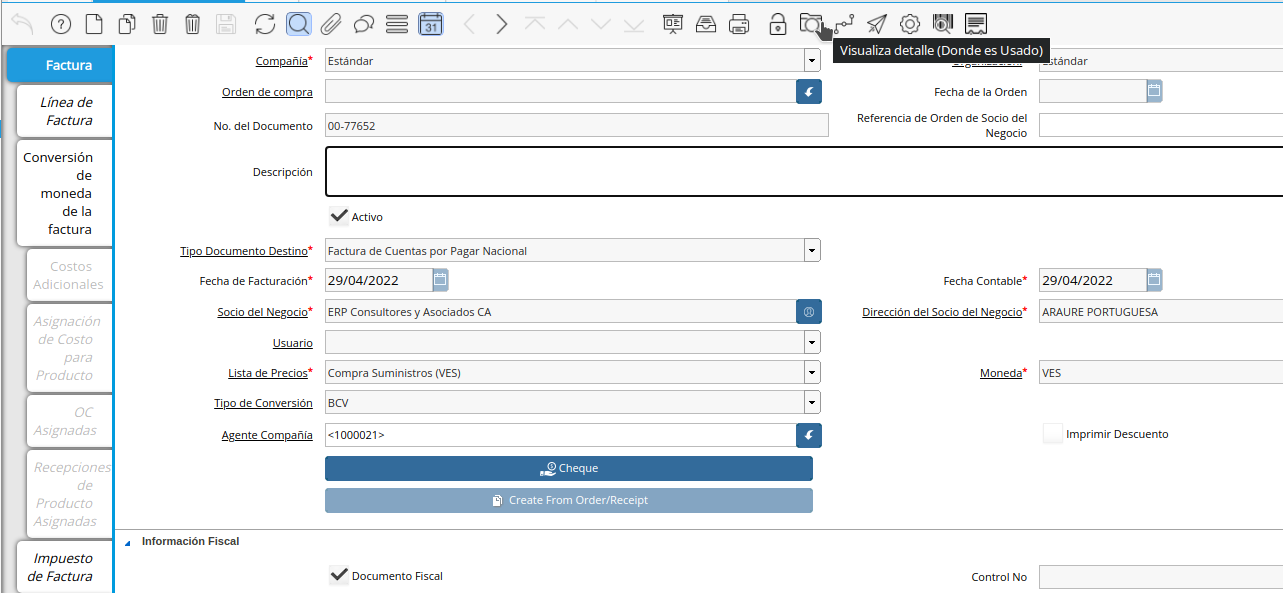 31
Visualiza detalle (Donde es Usado)
Factura
Línea de
Factura
Conversión
de
moneda
de la
factura
Costos
Adicionales
Asignación
de Costo
para
Producto
OC
Asignadas
Recepciones
de
Producto
Asignadas
Impuesto
de Factura
Compañía* Estándar
Estándar
Orden de compra
Fecha de la Orden
No. del Documento 00-77652
Referencia de Orden de Socio del
Negocio
Descripción
Activo
Tipo Documento Destino* Factura de Cuentas por Pagar Nacional
Fecha de Facturación* 29/04/2022
Fecha Contable* 29/04/2022
Socio del Negocio* ERP Consultores y Asociados CA
Dirección del Socio del Negocio* ARAURE PORTUGUESA
Usuario
Lista de Precios* Compra Suministros (VES)
Moneda* VES
Tipo de Conversión BCV
Agente Compañía <1000021>
Imprimir Descuento
Cheque
Create From Order/Receipt
Información Fiscal
Documento Fiscal
Control No